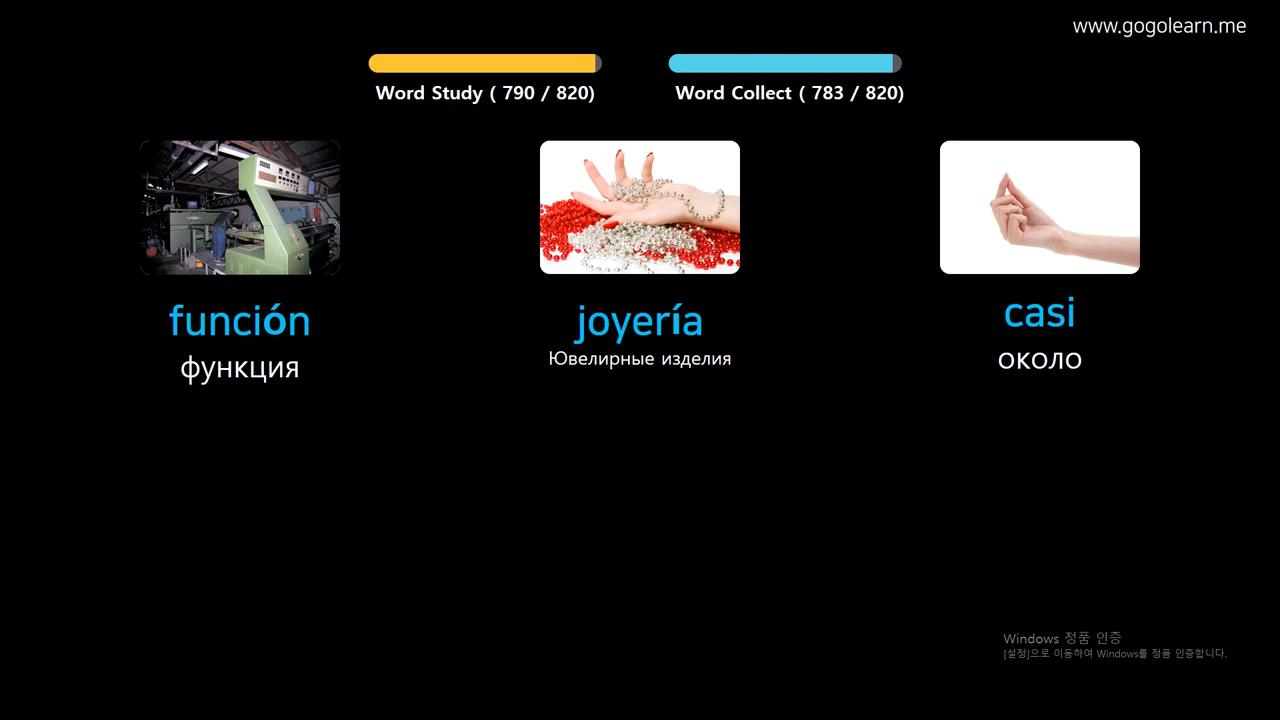 www.gogolearn.me
Word Study ( 790 / 820)
Word Collect ( 783 / 820)
función
joyería
casi
функция
Ювелирные изделия
около
Windows 정품 인증
[설정]으로 이동하여 Windows를 정품 인증합니다.